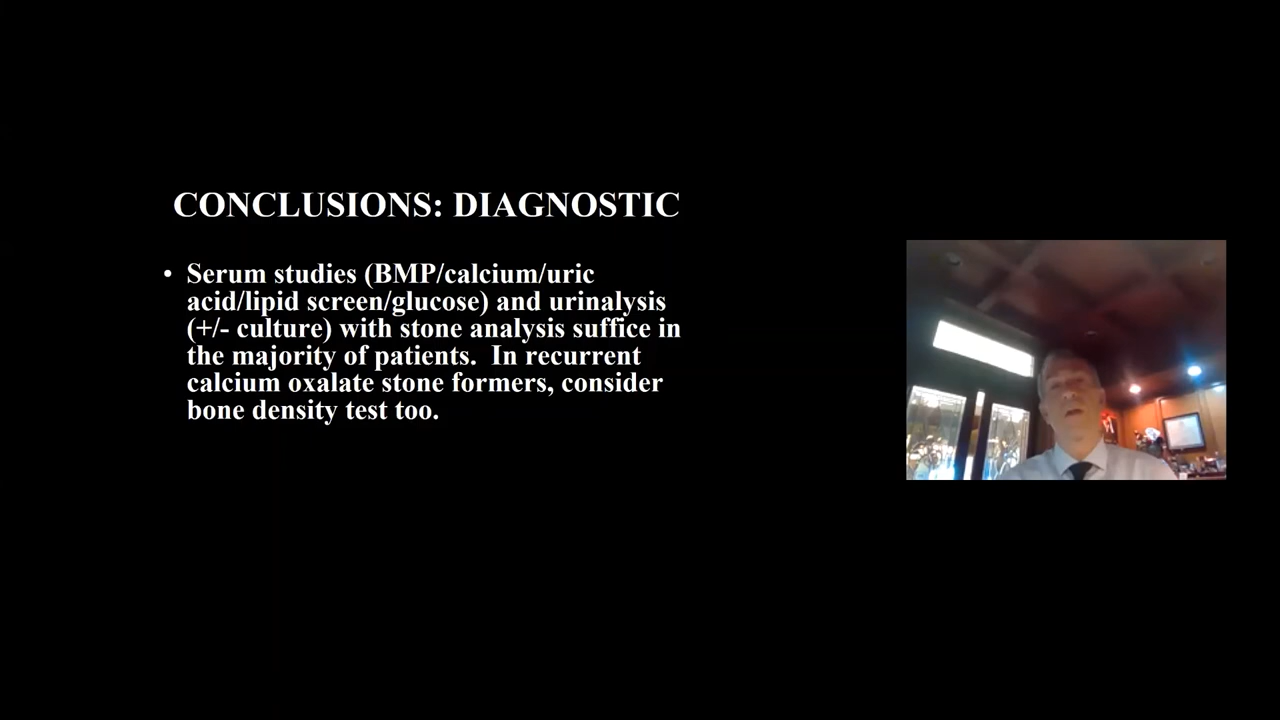 CONCLUSIONS: DIAGNOSTIC
• Serum studies (BMP/calcium/uric
acid/lipid screen/glucose) and urinalysis
(+/- culture) with stone analysis suffice in
the majority of patients.  In recurrent
calcium oxalate stone formers, consider
bone density test too.